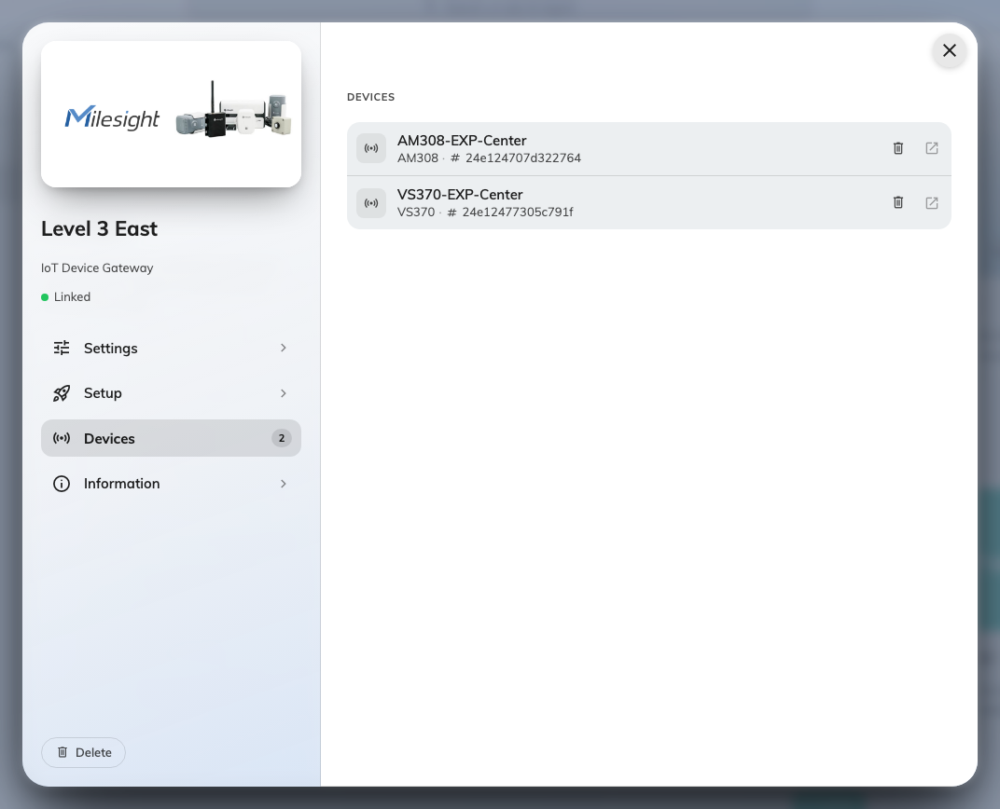 Milesight
Level 3 East
IoT Device Gateway
Linked
Settings
Setup
Devices
2
Information
Delete
DEVICES
AM308-EXP-Center
AM308 · # 24e124707d322764
VS370-EXP-Center
VS370 · # 24e12477305c791f